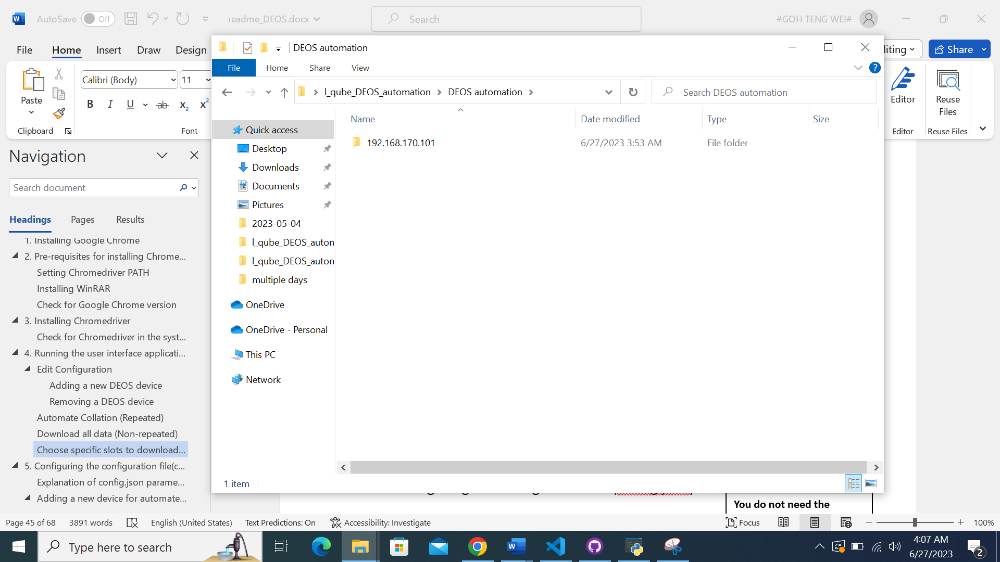 AutoSave Off readme_DEOS.docx Search #GOH TENG WEI#
File Home Insert Draw Design diting Share
DEOS automation
File Home Share View
Calibri (Body) 11
Paste
B I U ab x2 x2
Clipboard Font
Editor Reuse Files
Editor Reuse Files
l_qube_DEOS_automation DEOS automation Search DEOS automation
Name Date modified Type Size
192.168.170.101 6/27/2023 3:53 AM File folder
Quick access
Desktop
Downloads
Documents
Pictures
2023-05-04
l_qube_DEOS_auton
l_qube_DEOS_auton
multiple days
OneDrive
OneDrive - Personal
This PC
Network
1 item
Navigation
Search document
Headings Pages Results
1. Installing Google Chrome
2. Pre-requisites for installing Chrome...
Setting Chromedriver PATH
Installing WinRAR
Check for Google Chrome version
3. Installing Chromedriver
Check for Chromedriver in the syst...
4. Running the user interface applicati...
Edit Configuration
Adding a new DEOS device
Removing a DEOS device
Automate Collation (Repeated)
Download all data (Non-repeated)
Choose specific slots to download...
5. Configuring the configuration file(c...
Explanation of config.json parame...
Adding a new device for automate...
You do not need the
Page 45 of 68 3891 words English (United States) Text Predictions: On Accessibility: Investigate Focus 100%
Type here to search
4:07 AM
6/27/2023
2